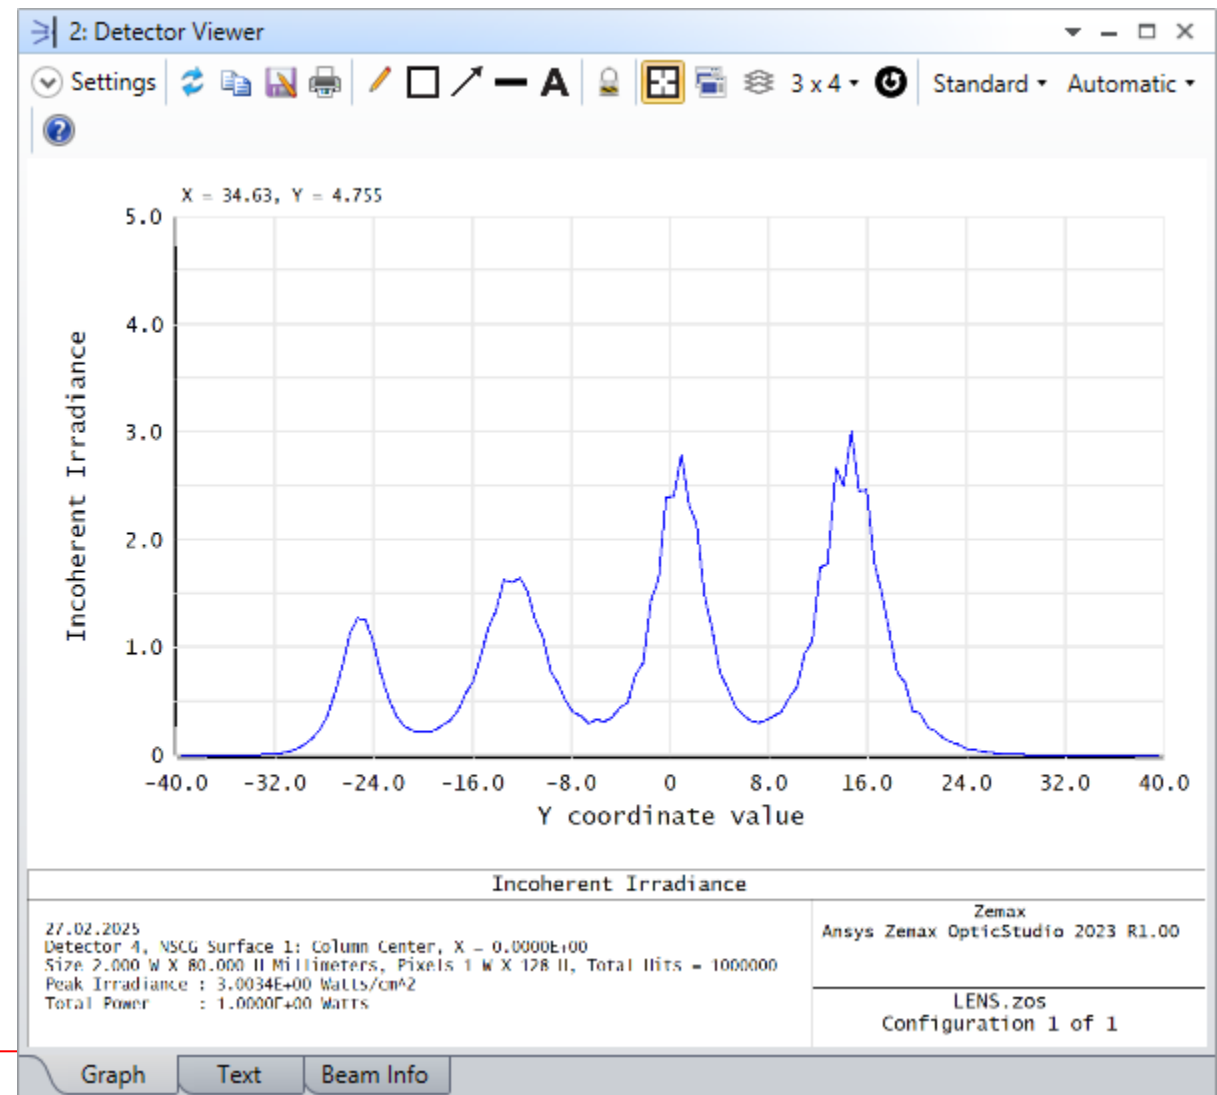 2: Detector Viewer
Settings
3 x 4
Standard
Automatic
X = 34.63, Y = 4.755
5.0
4.0
3.0
2.0
1.0
0
Incoherent Irradiance
-40.0 -32.0 -24.0 -16.0 -8.0 0 8.0 16.0 24.0 32.0 40.0
Y coordinate value
Incoherent Irradiance
27.02.2025
Detector 4, NSCG Surface 1: Column Center, X = 0.0000E+00
Size 2.000 W X 80.000 H Millimeters, Pixels 1 W X 128 H, Total Hits = 1000000
Peak Irradiance : 3.0034E+00 Watts/cm^2
Total Power : 1.0000E+00 Watts
Zemax
Ansys Zemax OpticStudio 2023 R1.00
LENS.zos
Configuration 1 of 1
Graph
Text
Beam Info